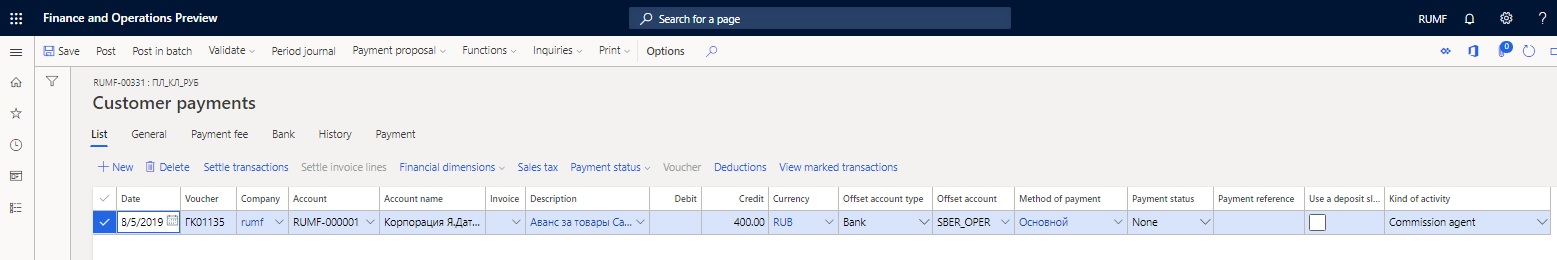 Finance and Operations Preview Search for a page RUMF ?
Save Post Post in batch Validate Period journal Payment proposal Functions Inquiries Print Options 0
RUMF-00331 : ПЛ_КЛ_РУБ
Customer payments
List General Payment fee Bank History Payment
New Delete Settle transactions Settle invoice lines Financial dimensions Sales tax Payment status Voucher Deductions View marked transactions
Date Voucher Company Account Account name Invoice Description Debit Credit Currency Offset account type Offset account Method of payment Payment status Payment reference Use a deposit sl... Kind of activity
8/5/2019 ГК01135 rumf RUMF-000001 Корпорация Я.Дат... Аванс за товары Са... 400.00 RUB Bank SBER_OPER Основной None Commission agent